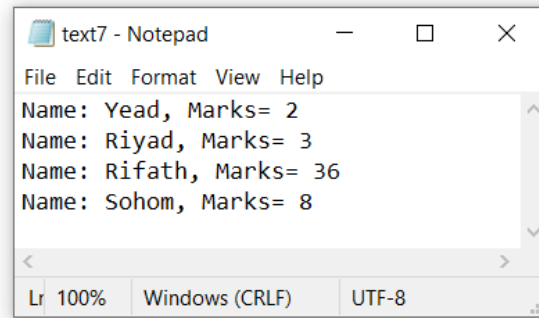 text7 - Notepad
File Edit Format View Help
Name: Yead, Marks= 2
Name: Riyad, Marks= 3
Name: Rifath, Marks= 36
Name: Sohom, Marks= 8
100% Windows (CRLF) UTF-8